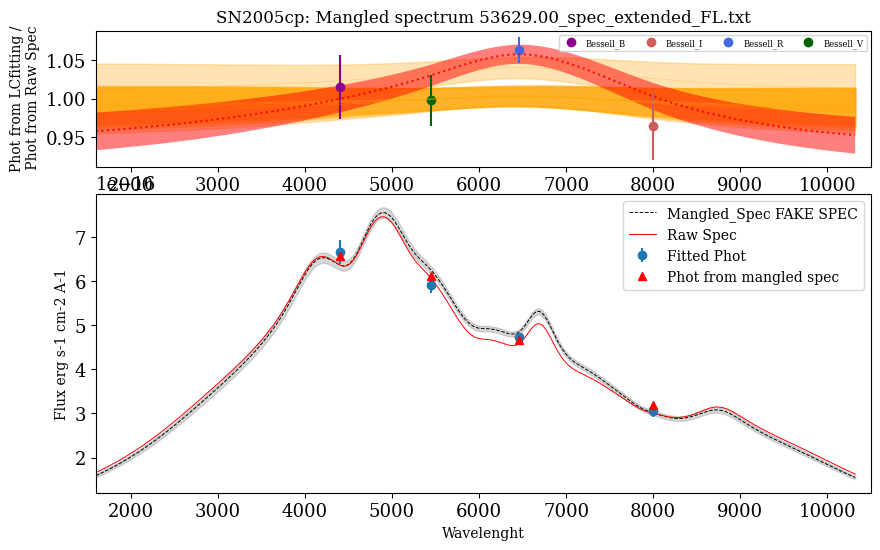 SN2005cp: Mangled spectrum 53629.00_spec_extended_FL.txt
Phot from LCfitting /
Phot from Raw Spec
Bessell_B
Bessell_I
Bessell_R
Bessell_V
1.05
1.00
0.95
2000 3000 4000 5000 6000 7000 8000 9000 10000
1e−16
Flux erg s-1 cm-2 A-1
Mangled_Spec FAKE SPEC
Raw Spec
Fitted Phot
Phot from mangled spec
7
6
5
4
3
2
2000 3000 4000 5000 6000 7000 8000 9000 10000
Wavelenght